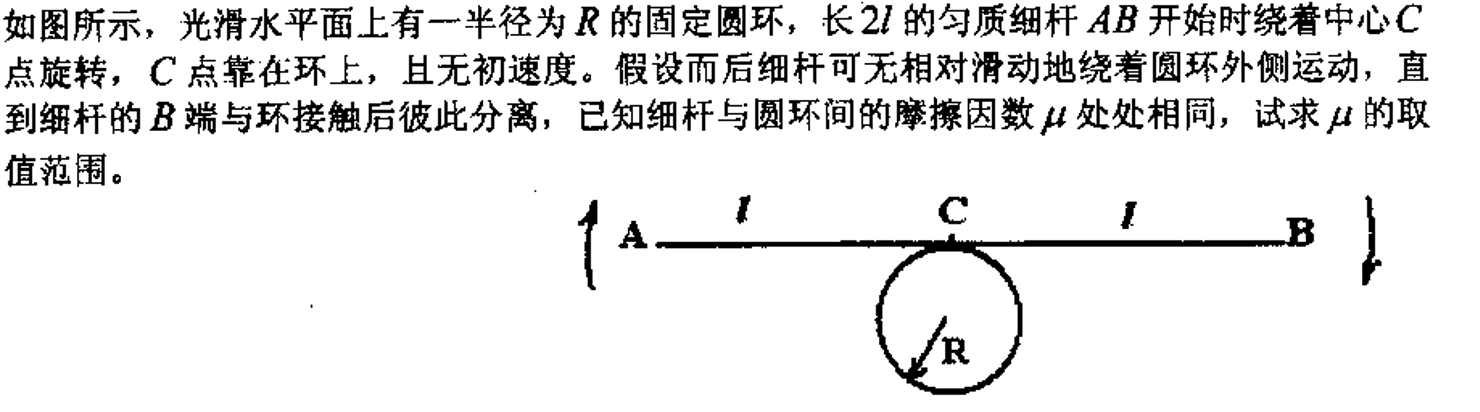 如图所示，光滑水平面上有一半径为 R 的固定圆环，长 2l 的匀质细杆 AB 开始时绕着中心 C
点旋转，C 点靠在环上，且无初速度。假设而后细杆可无相对滑动地绕着圆环外侧运动，直
到细杆的 B 端与环接触后彼此分离，已知细杆与圆环间的摩擦因数 μ 处处相同，试求 μ 的取
值范围。
l C l
A B
R